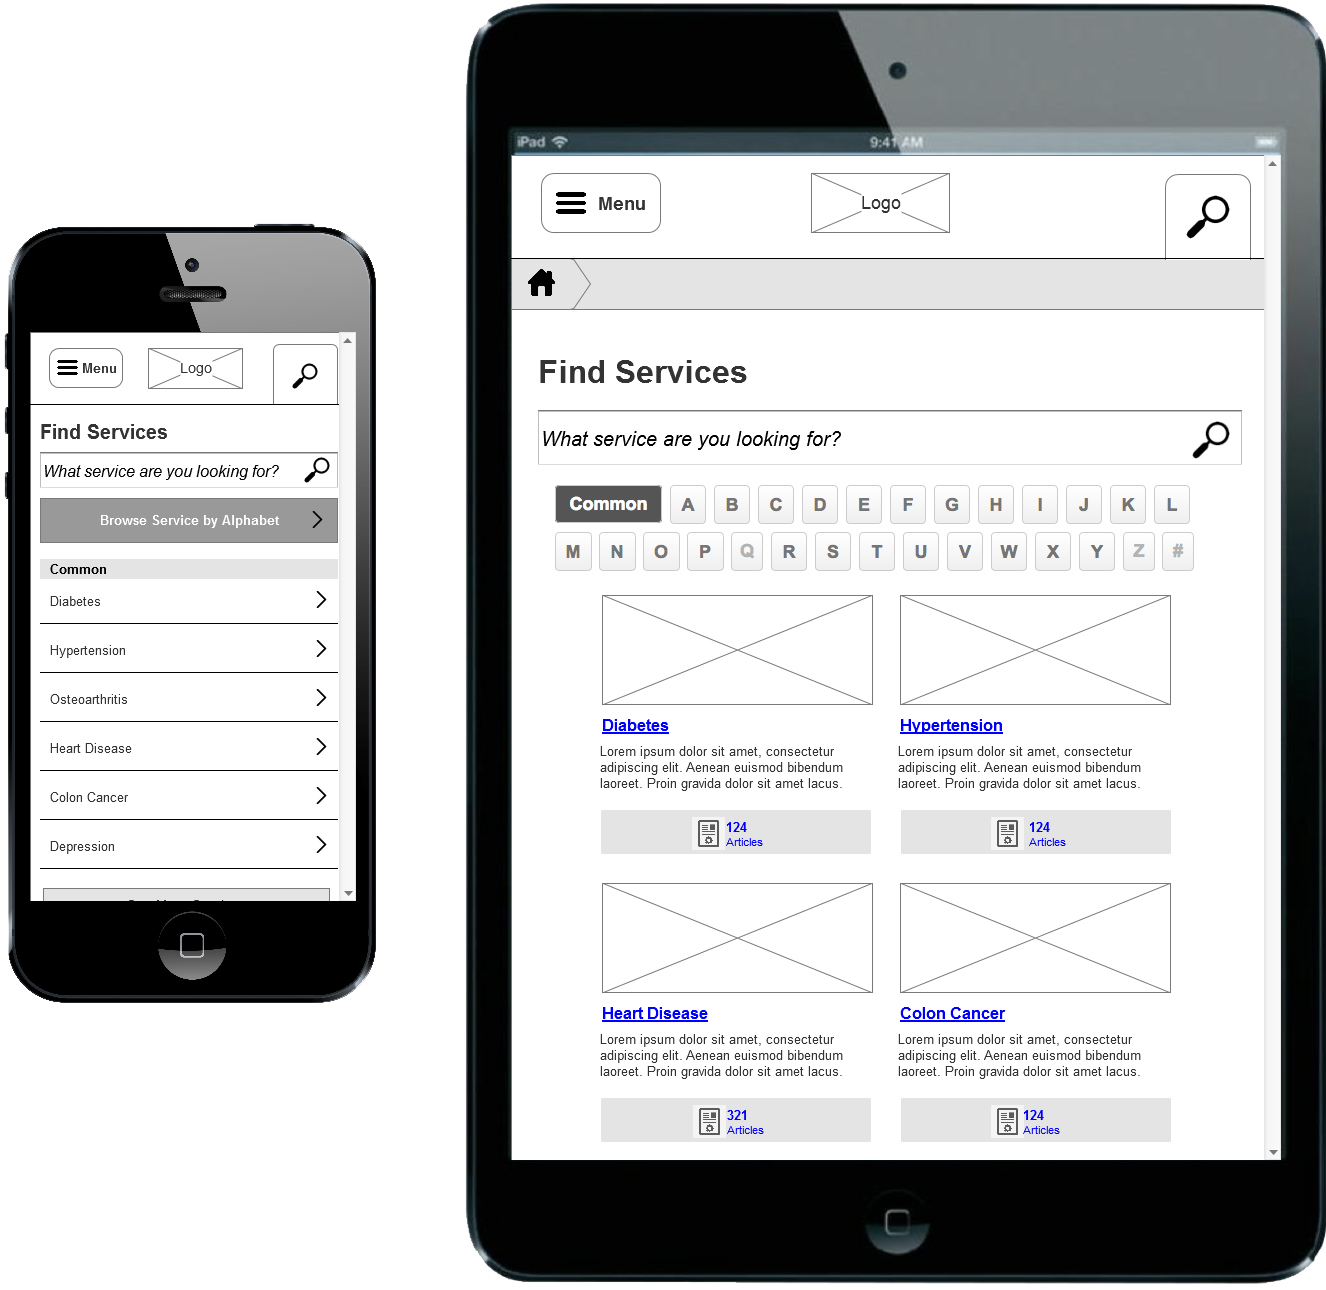 Menu
Logo
Find Services
What service are you looking for?
Browse Service by Alphabet
Common
Diabetes
Hypertension
Osteoarthritis
Heart Disease
Colon Cancer
Depression
iPad 9:41 AM
Menu
Logo
Find Services
What service are you looking for?
Common A B C D E F G H I J K L
M N O P Q R S T U V W X Y Z #
Diabetes
Lorem ipsum dolor sit amet, consectetur
adipiscing elit. Aenean euismod bibendum
laoreet. Proin gravida dolor sit amet lacus.
124
Articles
Hypertension
Lorem ipsum dolor sit amet, consectetur
adipiscing elit. Aenean euismod bibendum
laoreet. Proin gravida dolor sit amet lacus.
124
Articles
Heart Disease
Lorem ipsum dolor sit amet, consectetur
adipiscing elit. Aenean euismod bibendum
laoreet. Proin gravida dolor sit amet lacus.
321
Articles
Colon Cancer
Lorem ipsum dolor sit amet, consectetur
adipiscing elit. Aenean euismod bibendum
laoreet. Proin gravida dolor sit amet lacus.
124
Articles